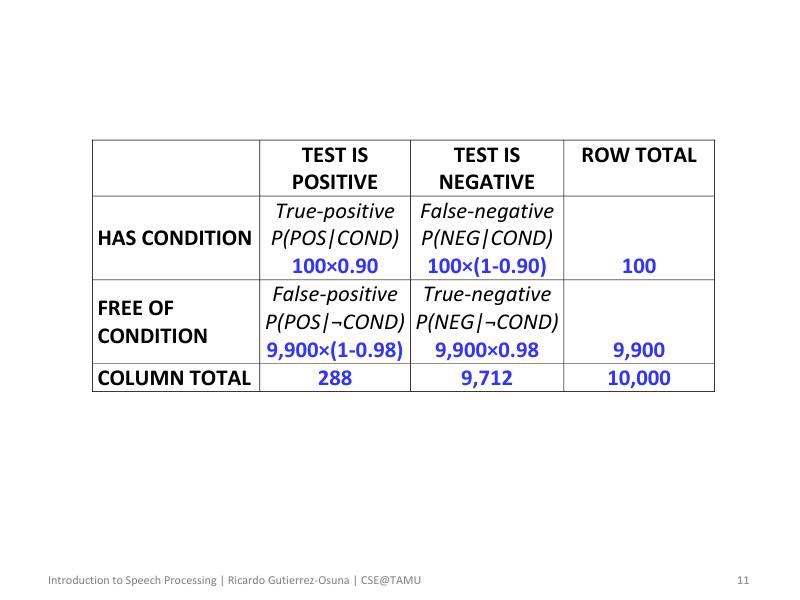 TEST IS POSITIVE
TEST IS NEGATIVE
ROW TOTAL
HAS CONDITION
True-positive
P(POS|COND)
100×0.90
False-negative
P(NEG|COND)
100×(1-0.90)
100
FREE OF
CONDITION
False-positive
P(POS|¬COND)
9,900×(1-0.98)
True-negative
P(NEG|¬COND)
9,900×0.98
9,900
COLUMN TOTAL
288
9,712
10,000
Introduction to Speech Processing | Ricardo Gutierrez-Osuna | CSE@TAMU
11